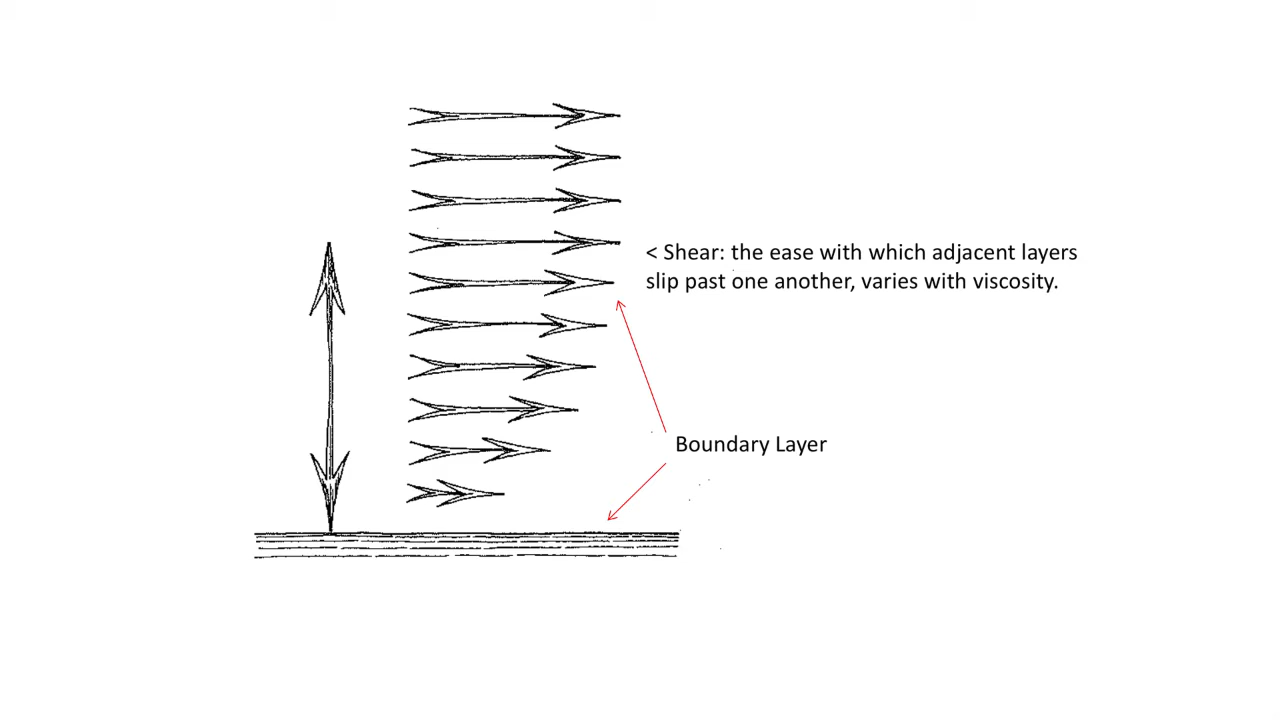 < Shear: the ease with which adjacent layers
slip past one another, varies with viscosity.
Boundary Layer